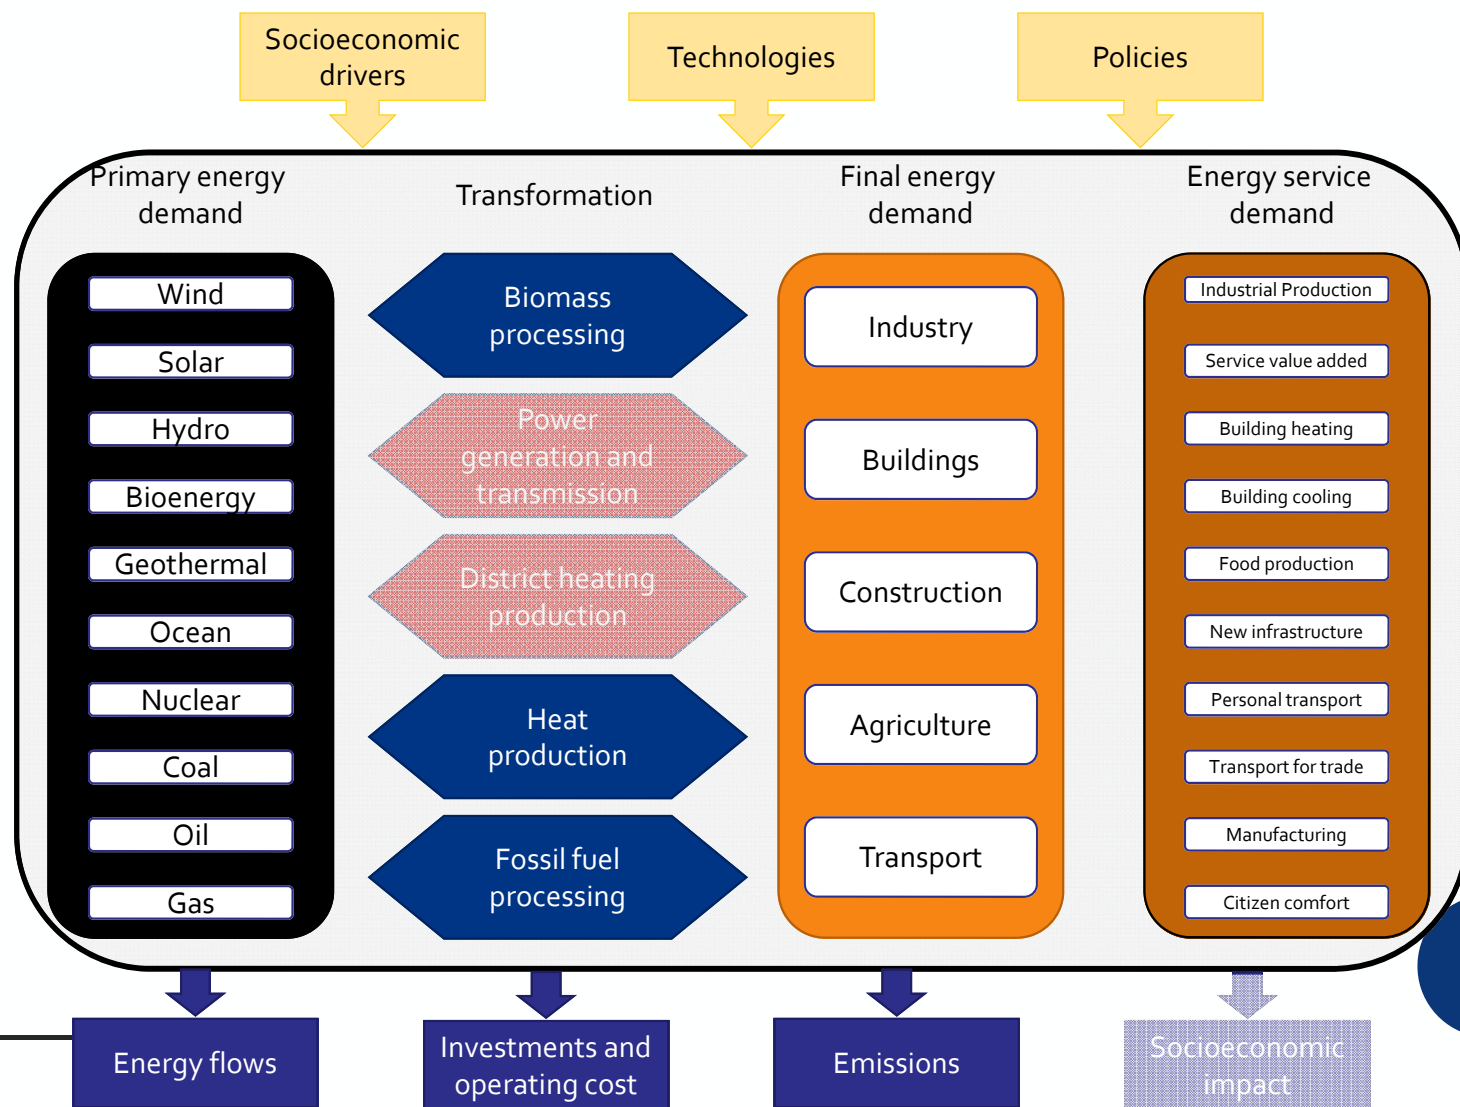 Socioeconomic
drivers
Technologies
Policies
Primary energy
demand
Transformation
Final energy
demand
Energy service
demand
Wind
Solar
Hydro
Bioenergy
Geothermal
Ocean
Nuclear
Coal
Oil
Gas
Biomass
processing
Power
generation and
transmission
District heating
production
Heat
production
Fossil fuel
processing
Industry
Buildings
Construction
Agriculture
Transport
Industrial Production
Service value added
Building heating
Building cooling
Food production
New infrastructure
Personal transport
Transport for trade
Manufacturing
Citizen comfort
Energy flows
Investments and
operating cost
Emissions
Socioeconomic
impact